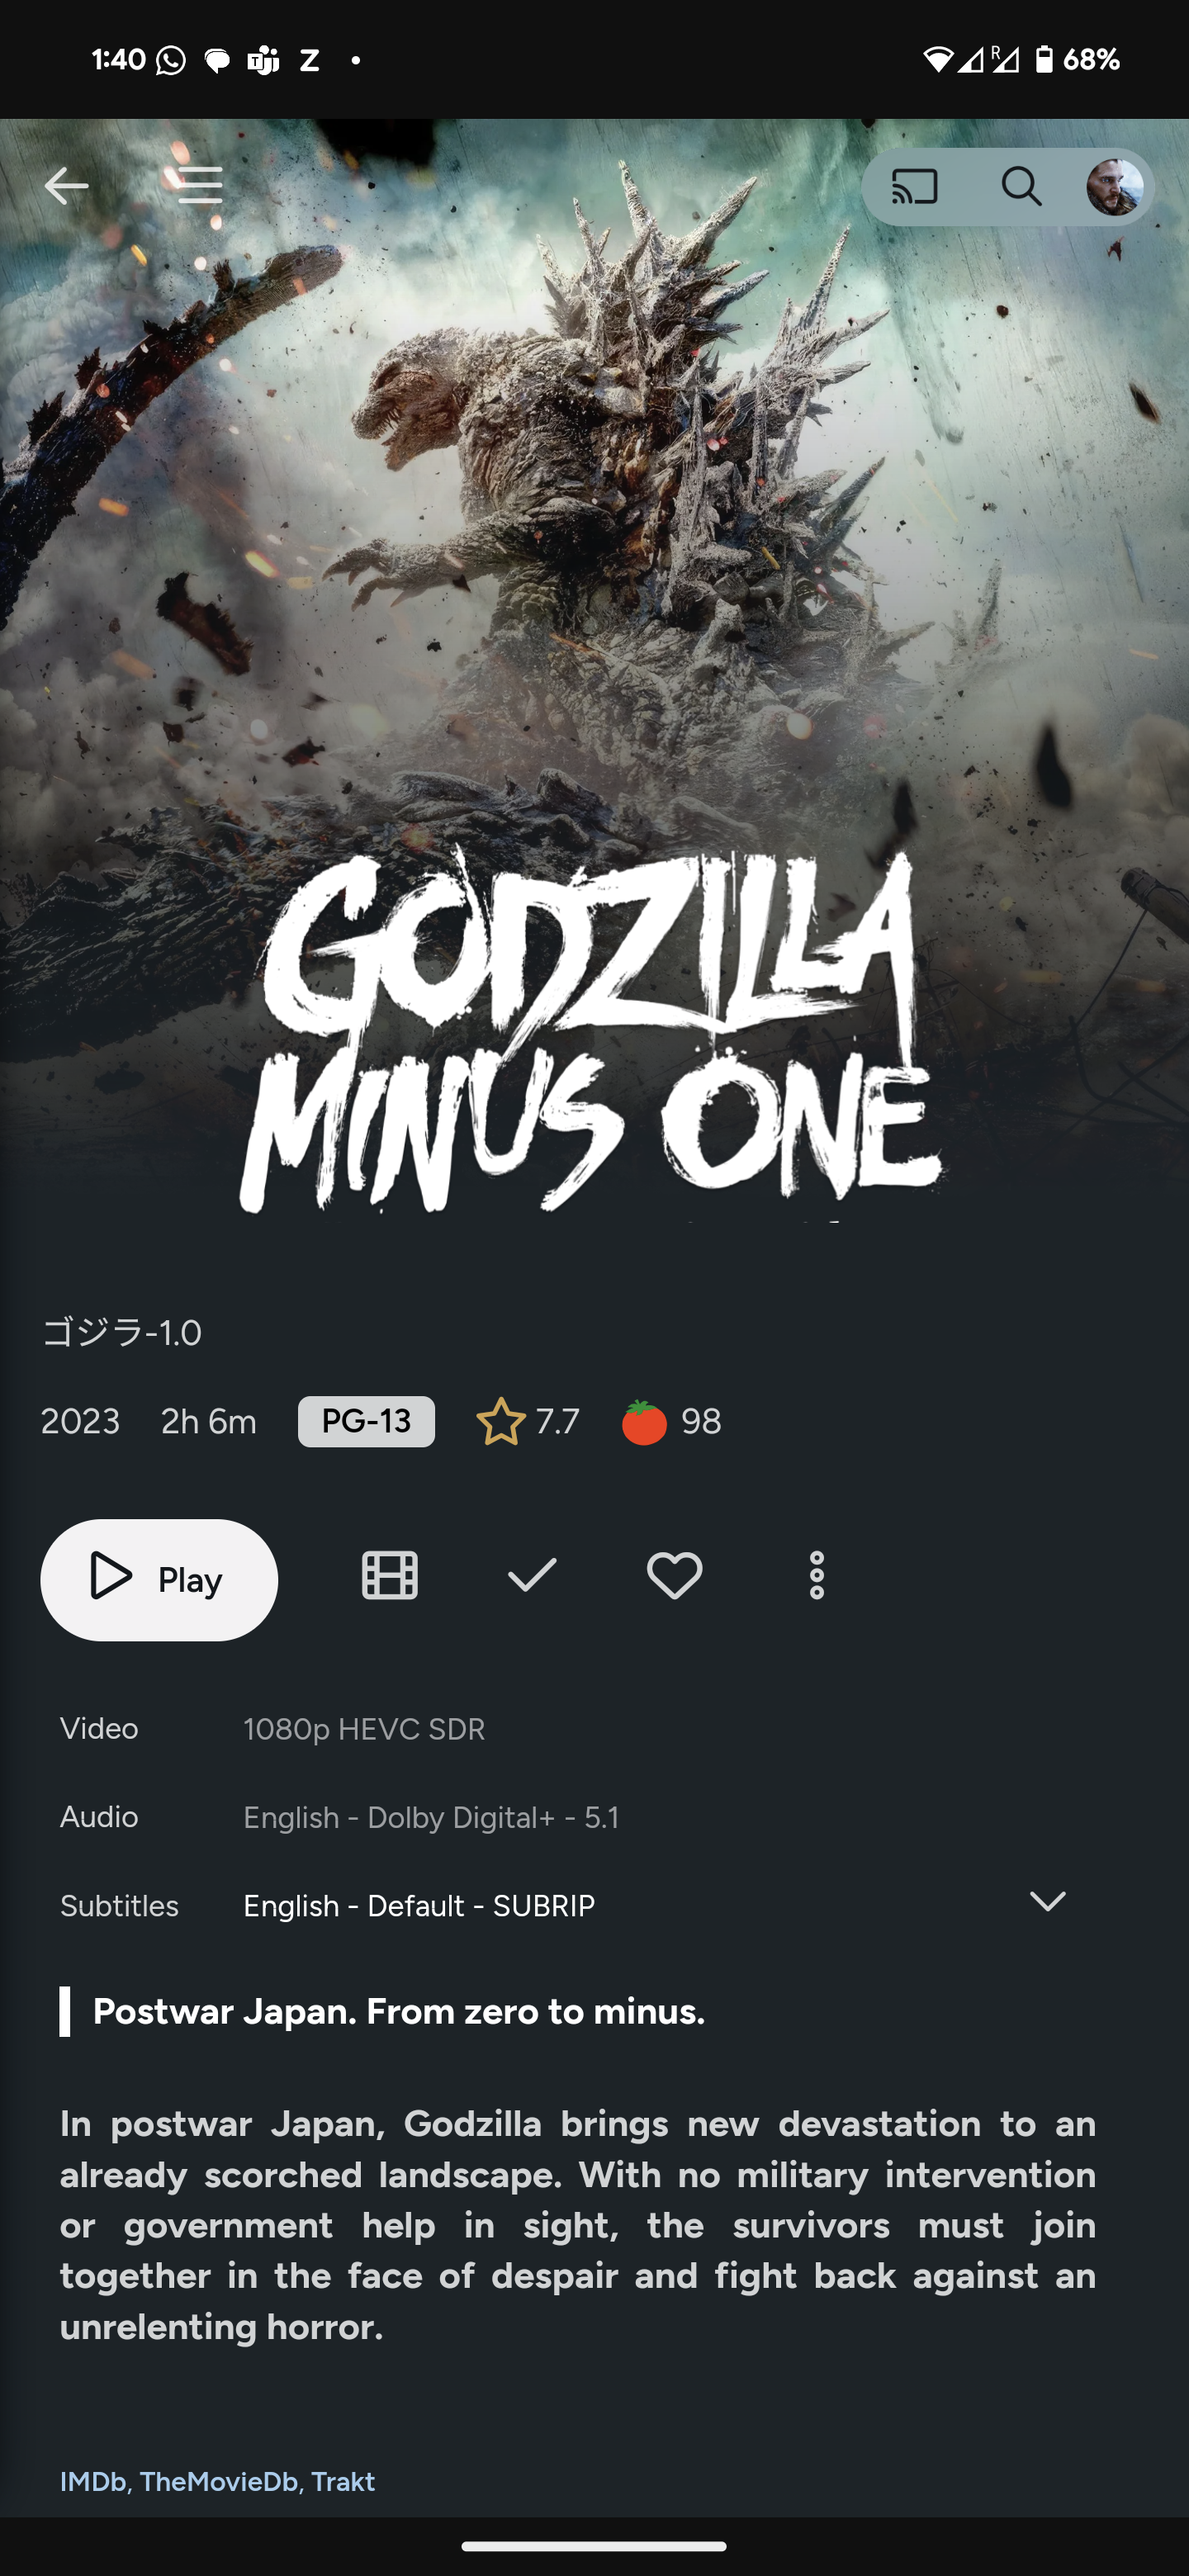 1:40
68%
GODZILLA
MINUS ONE
ゴジラ-1.0
2023 2h 6m PG-13 7.7 98
Play
Video 1080p HEVC SDR
Audio English - Dolby Digital+ - 5.1
Subtitles English - Default - SUBRIP
Postwar Japan. From zero to minus.
In postwar Japan, Godzilla brings new devastation to an
already scorched landscape. With no military intervention
or government help in sight, the survivors must join
together in the face of despair and fight back against an
unrelenting horror.
IMDb, TheMovieDb, Trakt